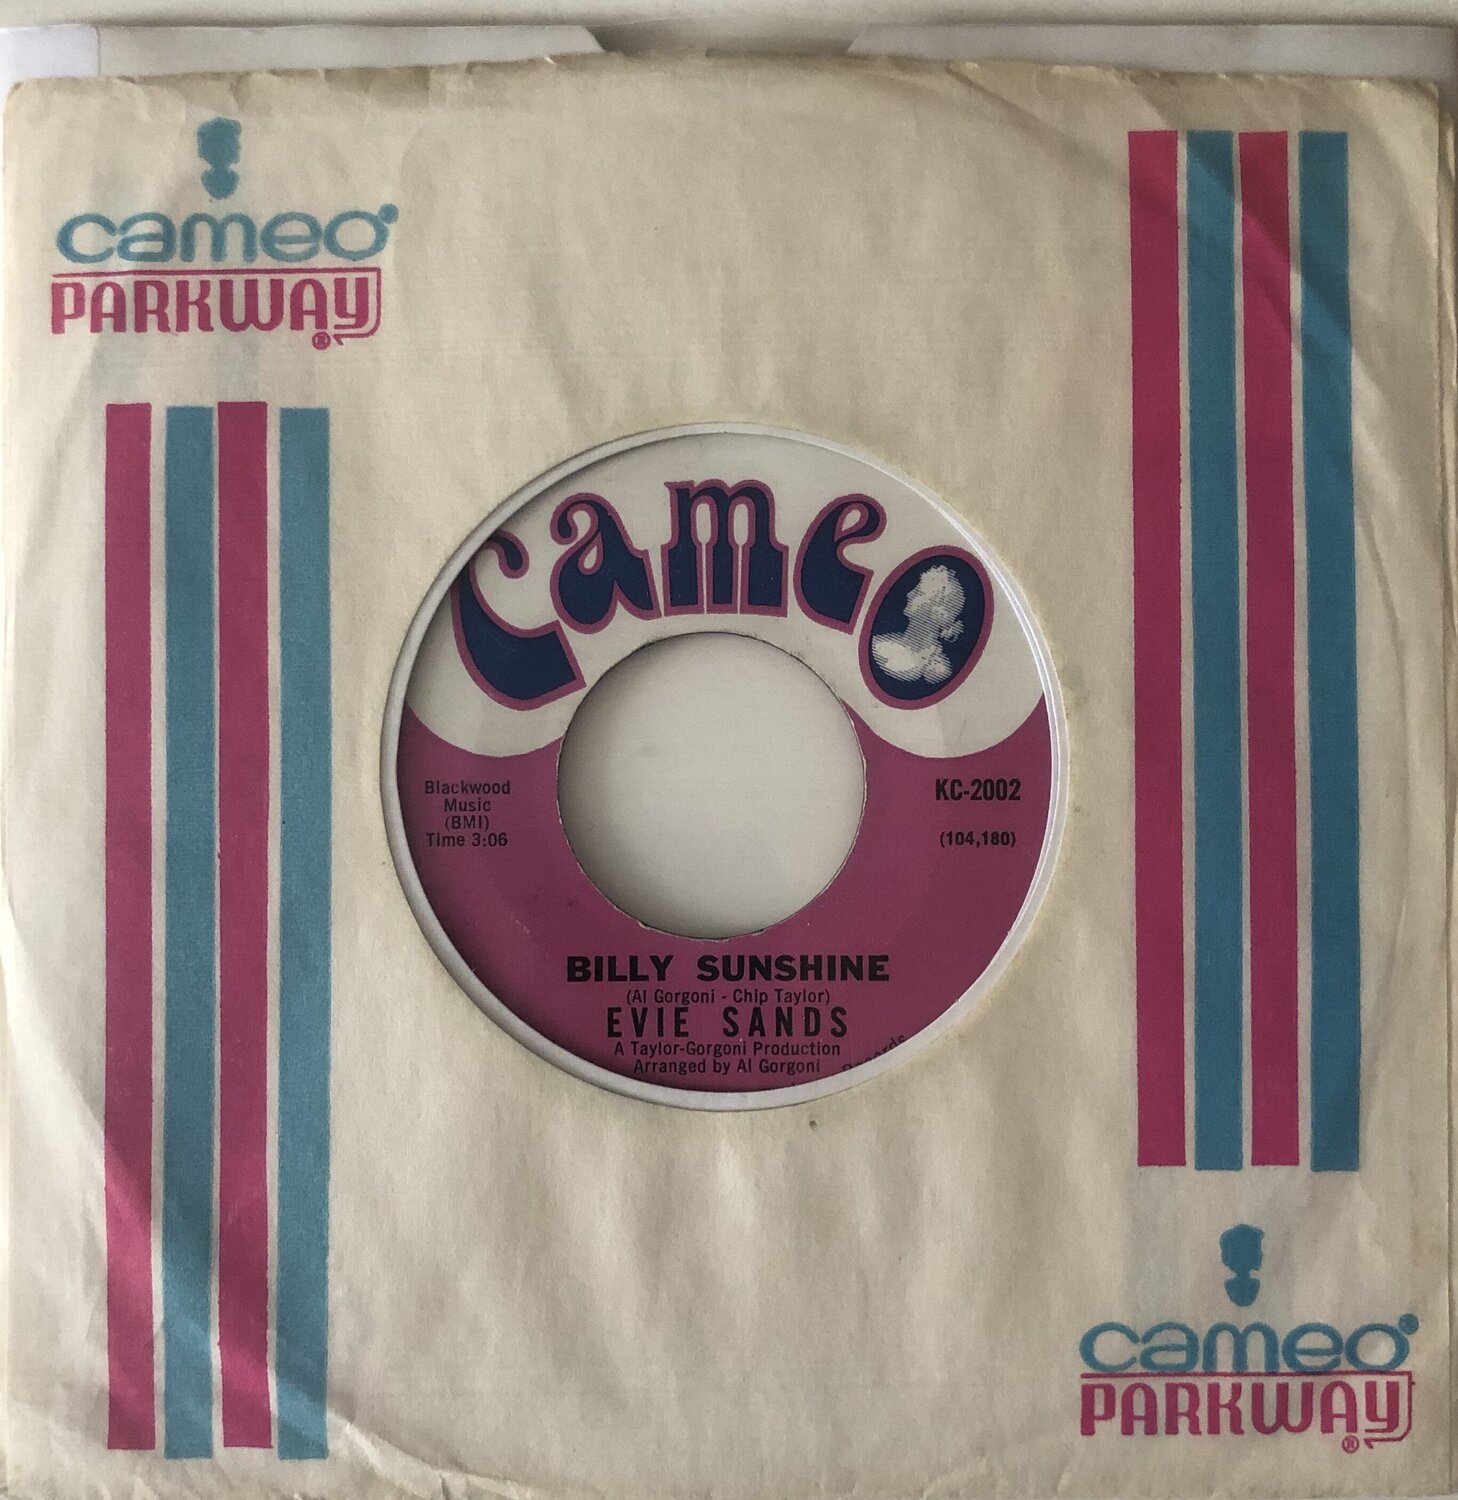 cameo
PARKWAY
cameo
Blackwood
Music
(BMI)
Time 3:06
KC-2002
(104,180)
BILLY SUNSHINE
(Al Gorgoni - Chip Taylor)
EVIE SANDS
A Taylor-Gorgoni Production
Arranged by Al Gorgoni
cameo
PARKWAY